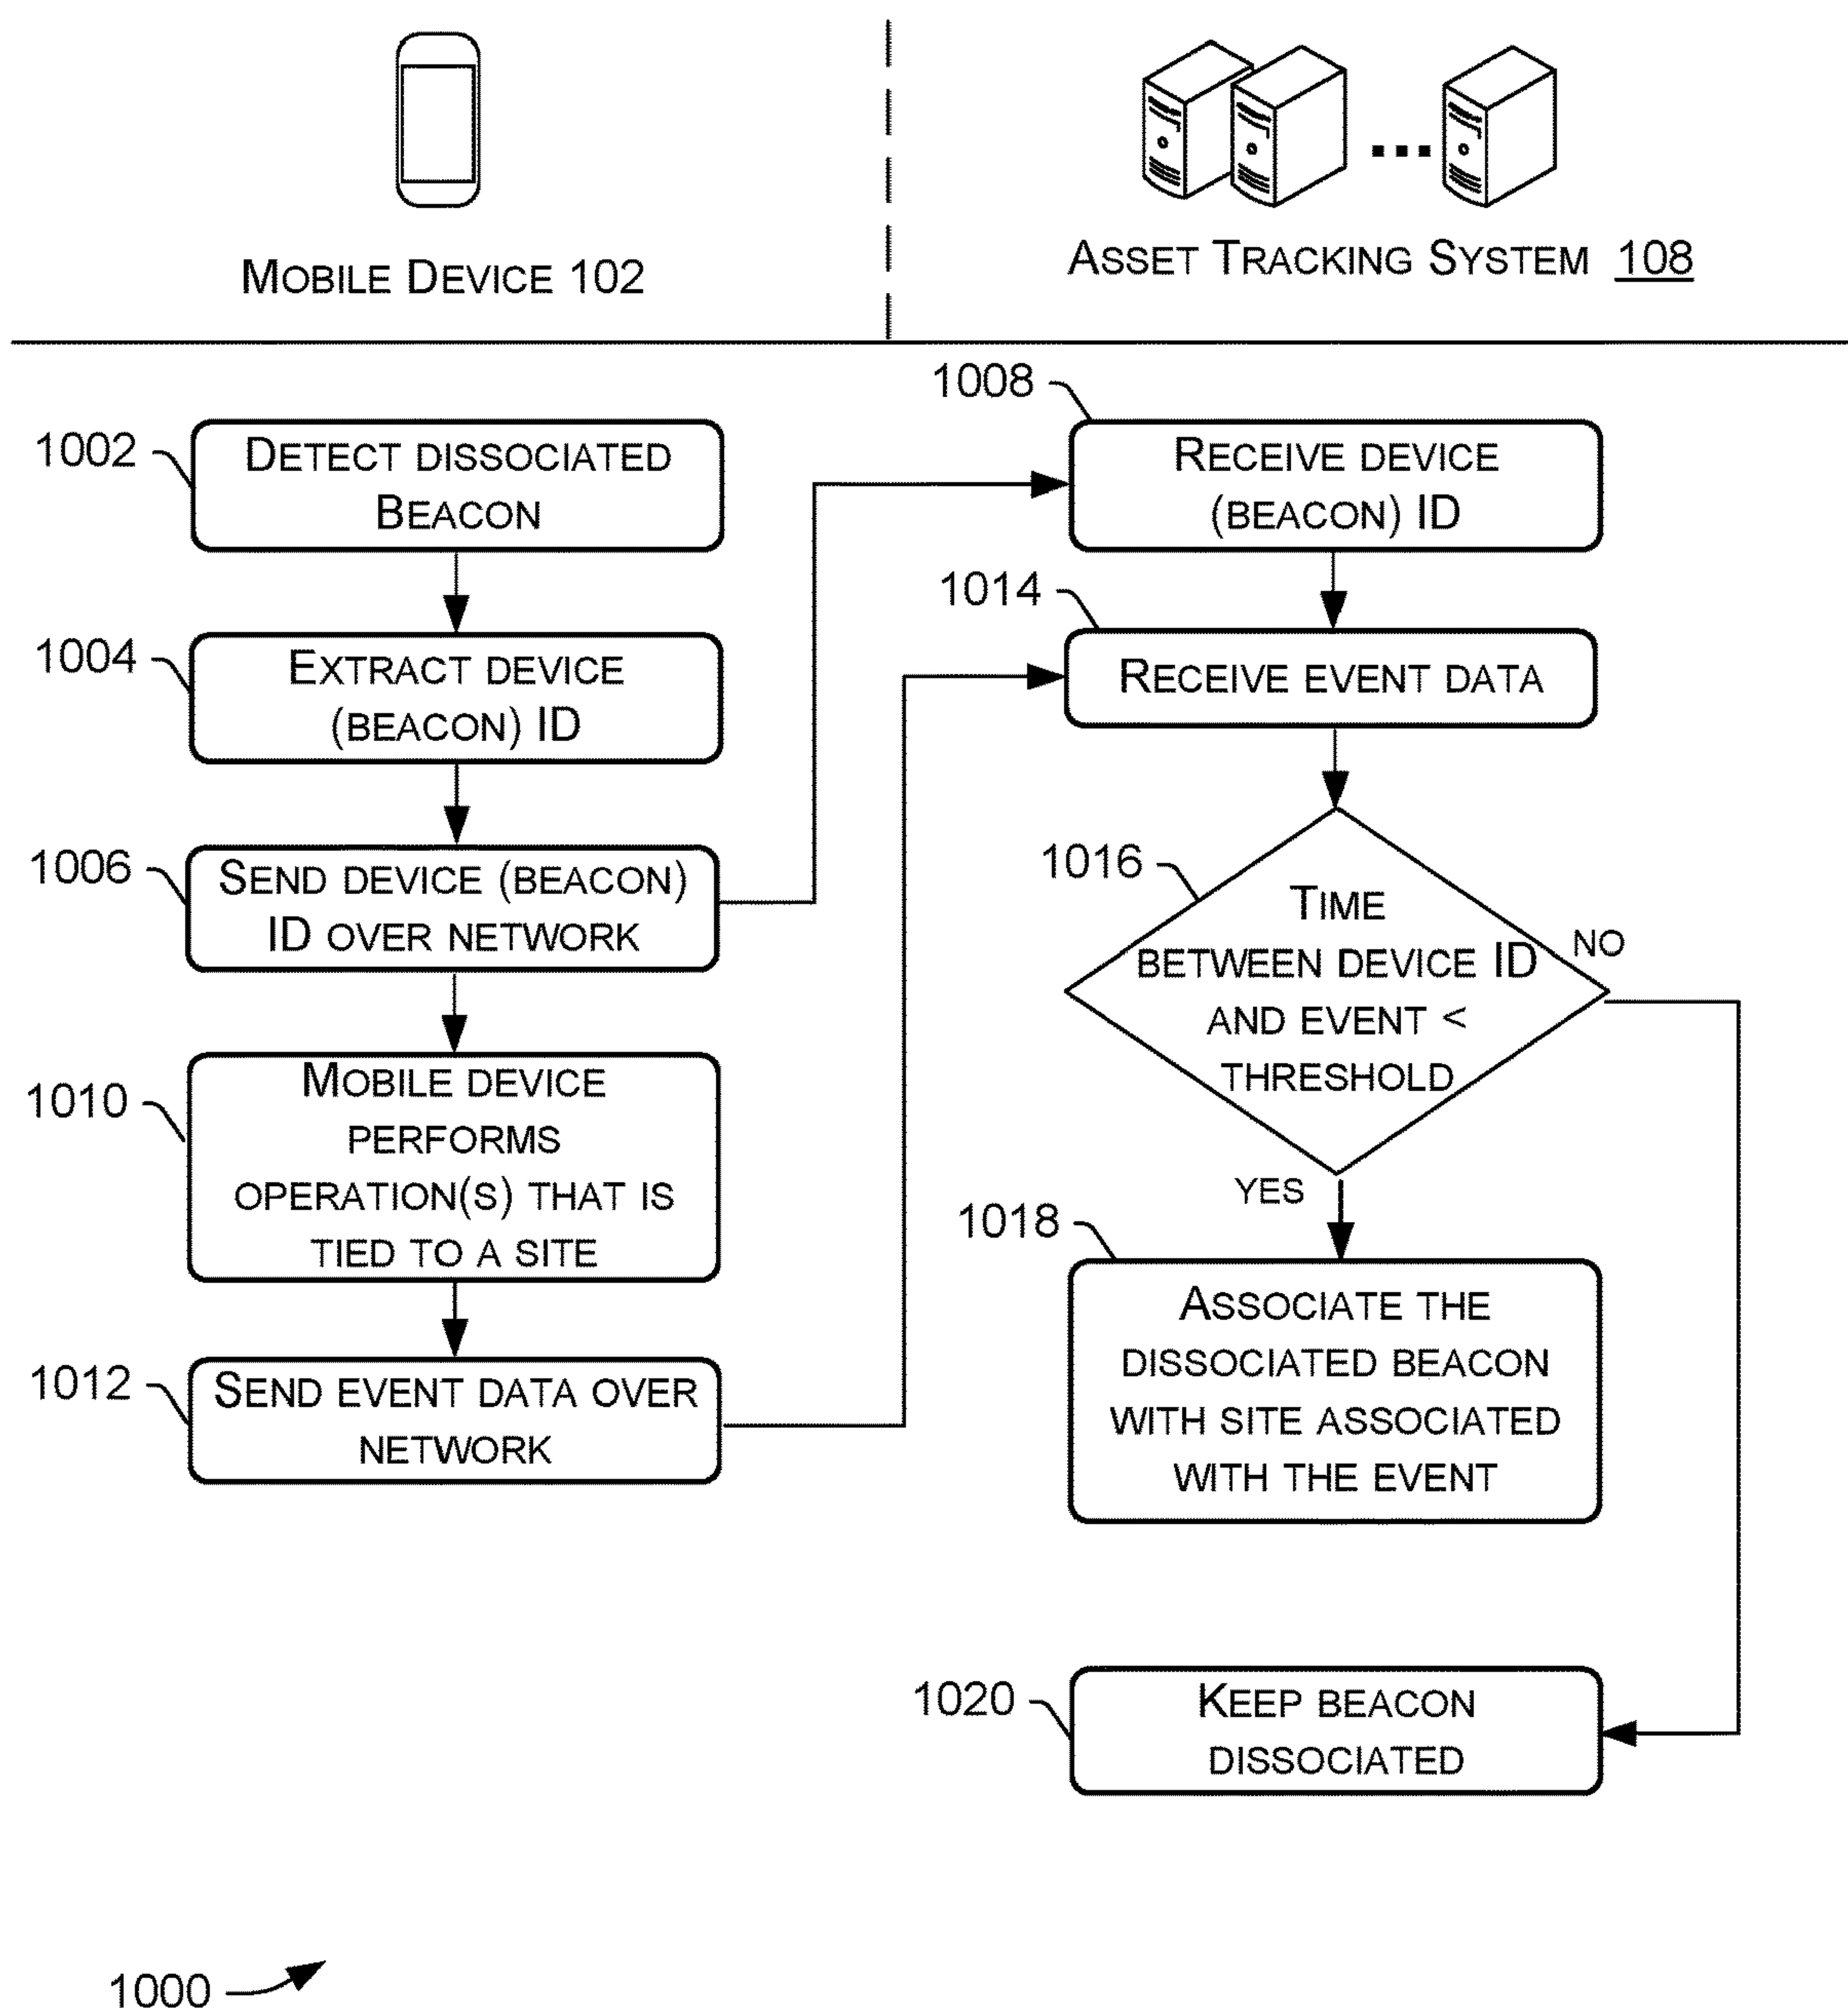 MOBILE DEVICE 102
ASSET TRACKING SYSTEM 108
1002
DETECT DISSOCIATED
BEACON
1004
EXTRACT DEVICE
(BEACON) ID
1006
SEND DEVICE (BEACON)
ID OVER NETWORK
1010
MOBILE DEVICE
PERFORMS
OPERATION(S) THAT IS
TIED TO A SITE
1012
SEND EVENT DATA OVER
NETWORK
1008
RECEIVE DEVICE
(BEACON) ID
1014
RECEIVE EVENT DATA
1016
TIME
BETWEEN DEVICE ID
AND EVENT <
THRESHOLD
NO
YES
1018
ASSOCIATE THE
DISSOCIATED BEACON
WITH SITE ASSOCIATED
WITH THE EVENT
1020
KEEP BEACON
DISSOCIATED
1000